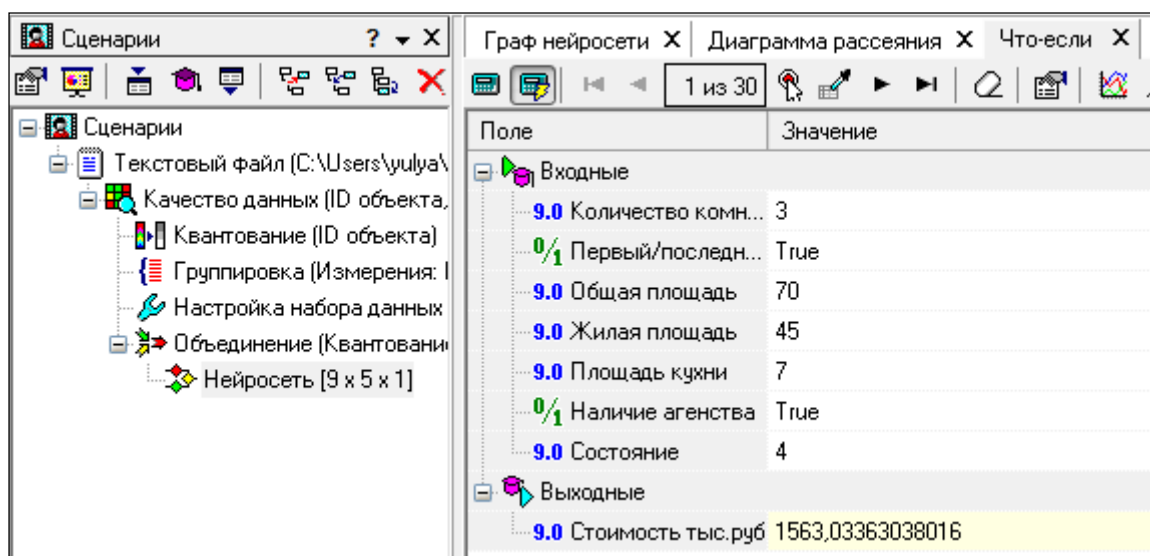 Сценарии ?
Сценарии
Текстовый файл (C:\Users\yulya\
Качество данных (ID объекта,
Квантование (ID объекта)
Группировка (Измерения:
Настройка набора данных
Объединение (Квантовани
Нейросеть [9 x 5 x 1]
Граф нейросети X Диаграмма рассеяния X Что-если X
1 из 30
Поле Значение
Входные
9.0 Количество комн... 3
0/1 Первый/последн... True
9.0 Общая площадь 70
9.0 Жилая площадь 45
9.0 Площадь кухни 7
0/1 Наличие агенства True
9.0 Состояние 4
Выходные
9.0 Стоимость тыс.руб 1563,03363038016